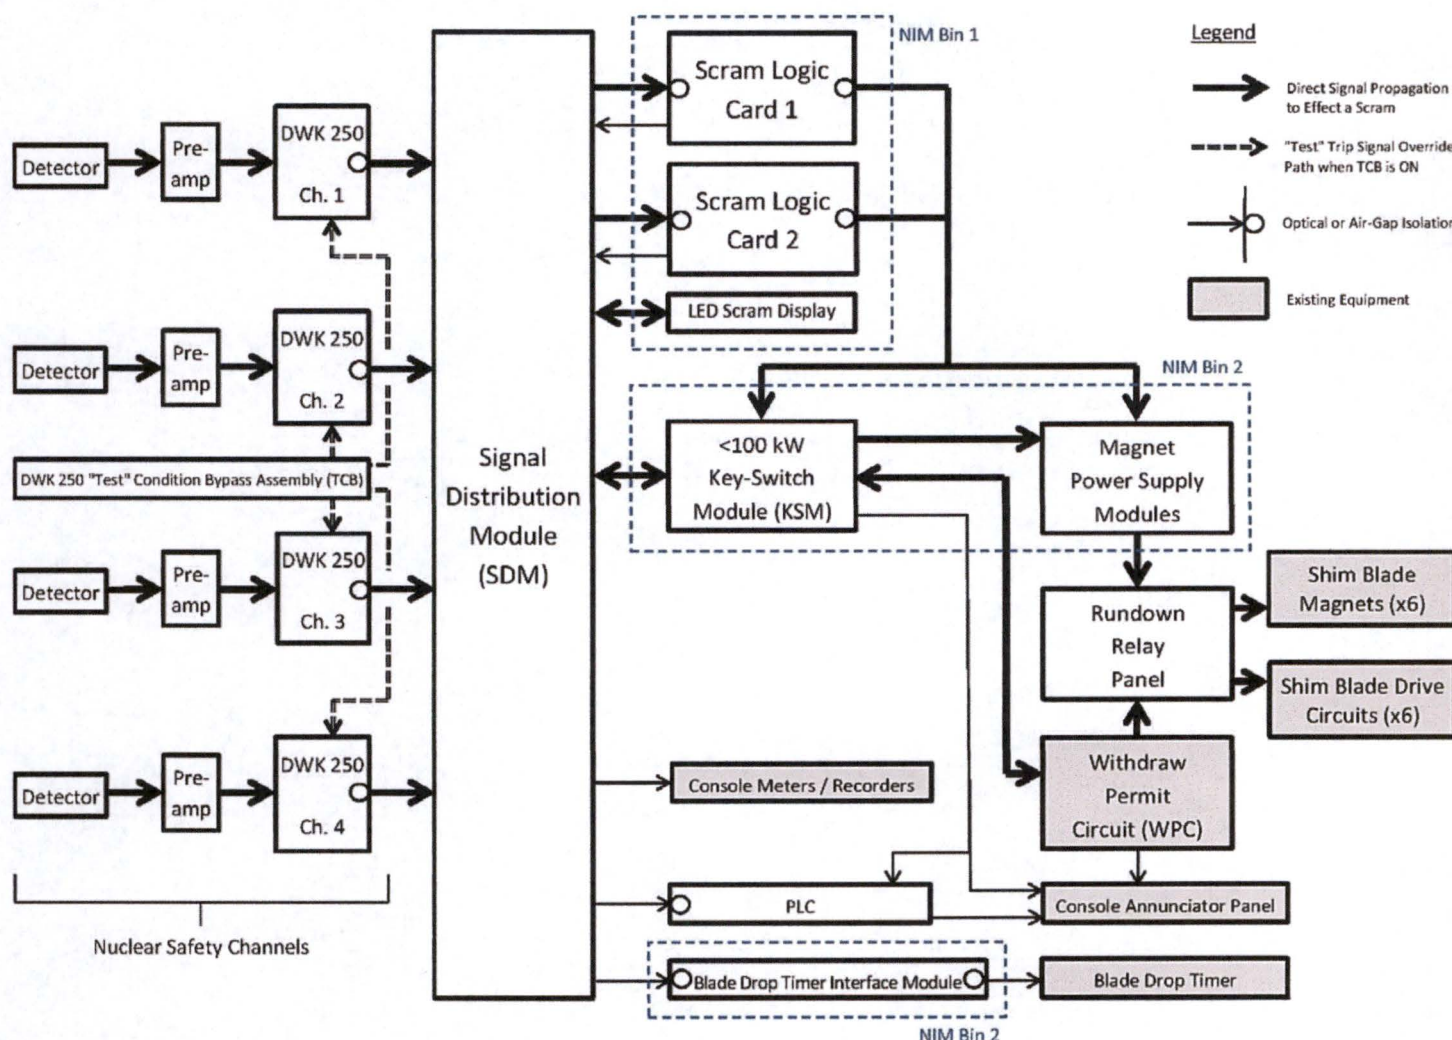 NIM Bin 1
Legend
Scram Logic
Card 1
Direct Signal Propagation
to Effect a Scram
Detector
Pre-
amp
DWK 250
Ch. 1
"Test" Trip Signal Override
Path when TCB is ON
Scram Logic
Card 2
Optical or Air-Gap Isolation
LED Scram Display
Existing Equipment
Detector
Pre-
amp
DWK 250
Ch. 2
NIM Bin 2
DWK 250 "Test" Condition Bypass Assembly (TCB)
Signal
Distribution
Module
(SDM)
<100 kW
Key-Switch
Module (KSM)
Magnet
Power Supply
Modules
Detector
Pre-
amp
DWK 250
Ch. 3
Rundown
Relay
Panel
Shim Blade
Magnets (x6)
Shim Blade Drive
Circuits (x6)
Detector
Pre-
amp
DWK 250
Ch. 4
Console Meters / Recorders
Withdraw
Permit
Circuit (WPC)
PLC
Console Annunciator Panel
Nuclear Safety Channels
Blade Drop Timer Interface Module
Blade Drop Timer
NIM Bin 2